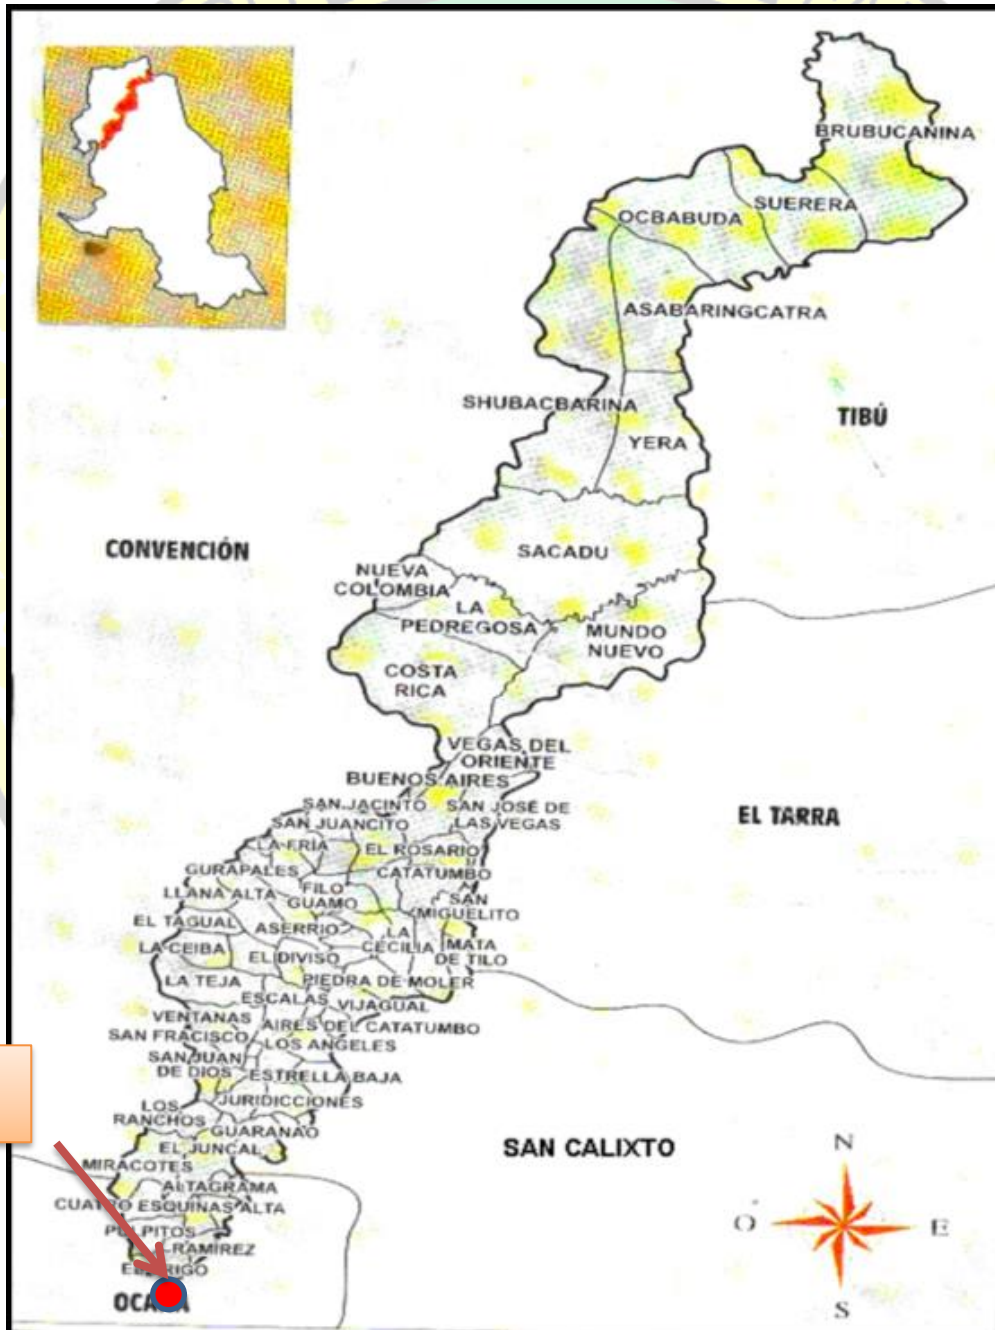 BRUBUCANINA
SUERERA
OCBABUDA
ASABARINGCATRA
SHUBACBARINA
YERA
TIBÚ
CONVENCIÓN
SACADU
NUEVA
COLOMBIA
LA
PEDREGOSA
MUNDO
NUEVO
COSTA
RICA
VEGAS DEL
ORIENTE
BUENOS AIRES
SAN JACINTO
SAN JOSÉ DE
LAS VEGAS
SAN JUANCITO
EL TARRA
LA FRÍA
EL ROSARIO
GURAPALES
CATATUMBO
LLANA ALTA
FILO
GUAMO
SAN
MIGUELITO
EL TAGUAL
ASERRIO
LA
CECILIA
MATA
DE TILO
LA CEIBA
EL DIVISO
LA TEJA
PIEDRA DE MOLER
ESCALAS
VIJAGUAL
VENTANAS
AIRES DEL CATATUMBO
SAN FRACISCO
LOS ANGELES
SAN JUAN
DE DIOS
ESTRELLA BAJA
JURIDICCIONES
LOS
RANCHOS
GUARANAO
EL JUNCAL
SAN CALIXTO
MIRACOTES
ALTAGRAMA
CUATRO ESQUINAS ALTA
PULPITOS
RAMÍREZ
N
O
E
S